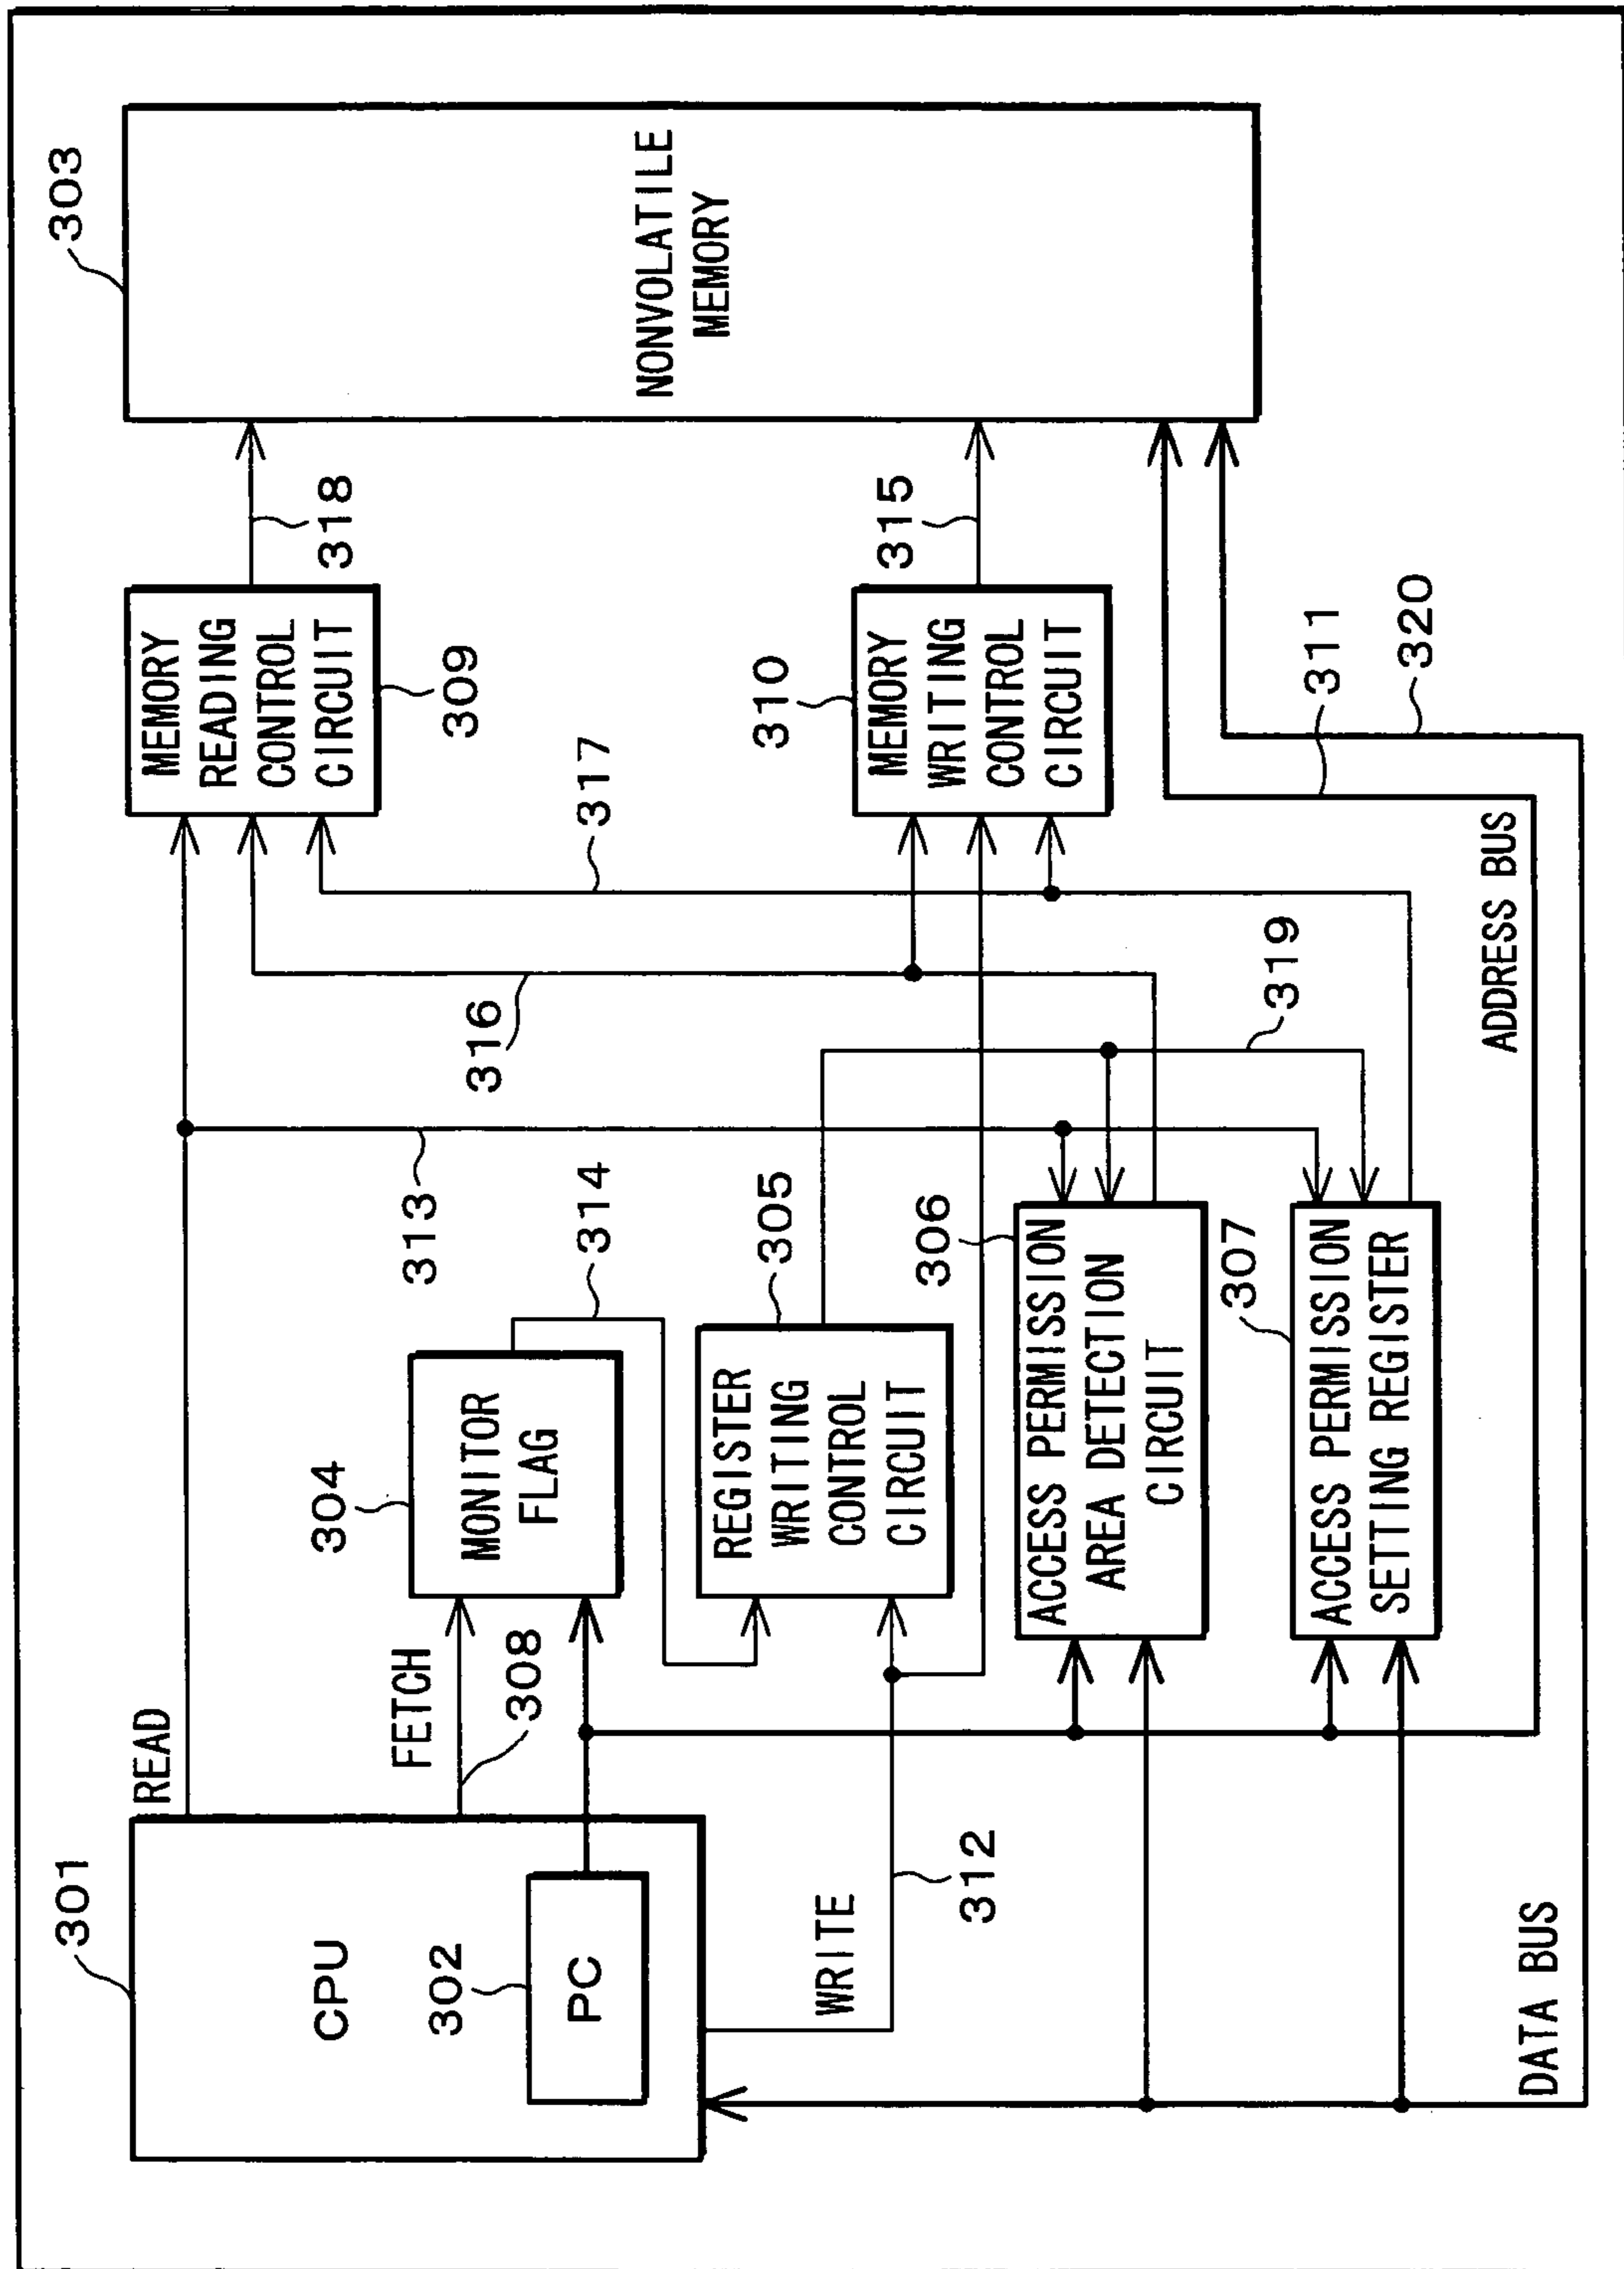 301
CPU
302
PC
READ
FETCH
308
WRITE
312
304
MONITOR
FLAG
313
314
305
REGISTER
WRITING
CONTROL
CIRCUIT
306
ACCESS PERMISSION
AREA DETECTION
CIRCUIT
307
ACCESS PERMISSION
SETTING REGISTER
316
317
319
MEMORY
READING
CONTROL
CIRCUIT
309
318
310
MEMORY
WRITING
CONTROL
CIRCUIT
315
303
NONVOLATILE
MEMORY
311
320
ADDRESS BUS
DATA BUS